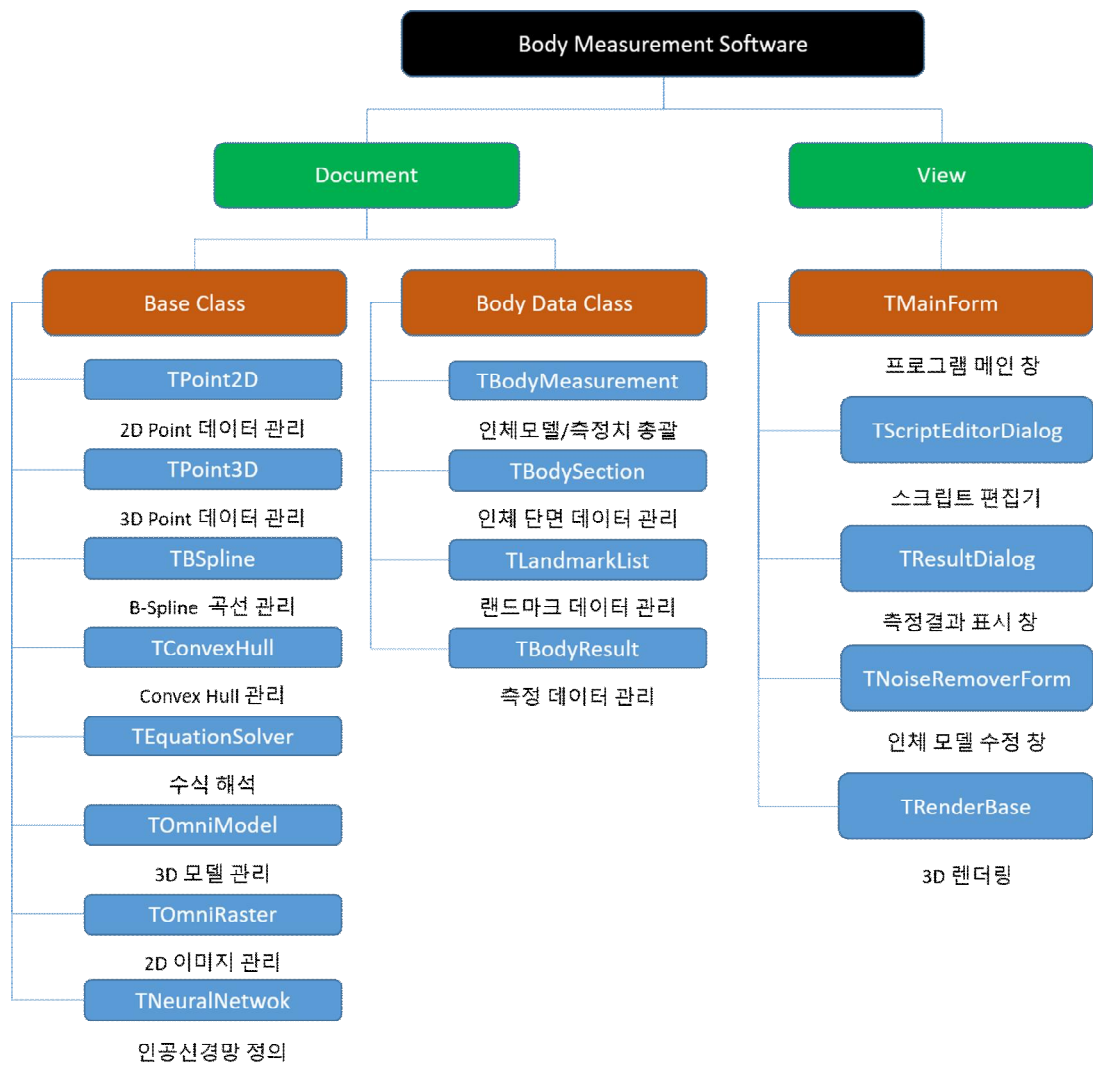 Body Measurement Software
Document
View
Base Class
Body Data Class
TMainForm
프로그램 메인 창
TPoint2D
2D Point 데이터 관리
TPoint3D
3D Point 데이터 관리
TBSpline
B-Spline 곡선 관리
TConvexHull
Convex Hull 관리
TEquationSolver
수식 해석
TOmniModel
3D 모델 관리
TOmniRaster
2D 이미지 관리
TNeuralNetwok
인공신경망 정의
TBodyMeasurement
인체모델/측정치 총괄
TBodySection
인체 단면 데이터 관리
TLandmarkList
랜드마크 데이터 관리
TBodyResult
측정 데이터 관리
TScriptEditorDialog
스크립트 편집기
TResultDialog
측정결과 표시 창
TNoiseRemoverForm
인체 모델 수정 창
TRenderBase
3D 렌더링